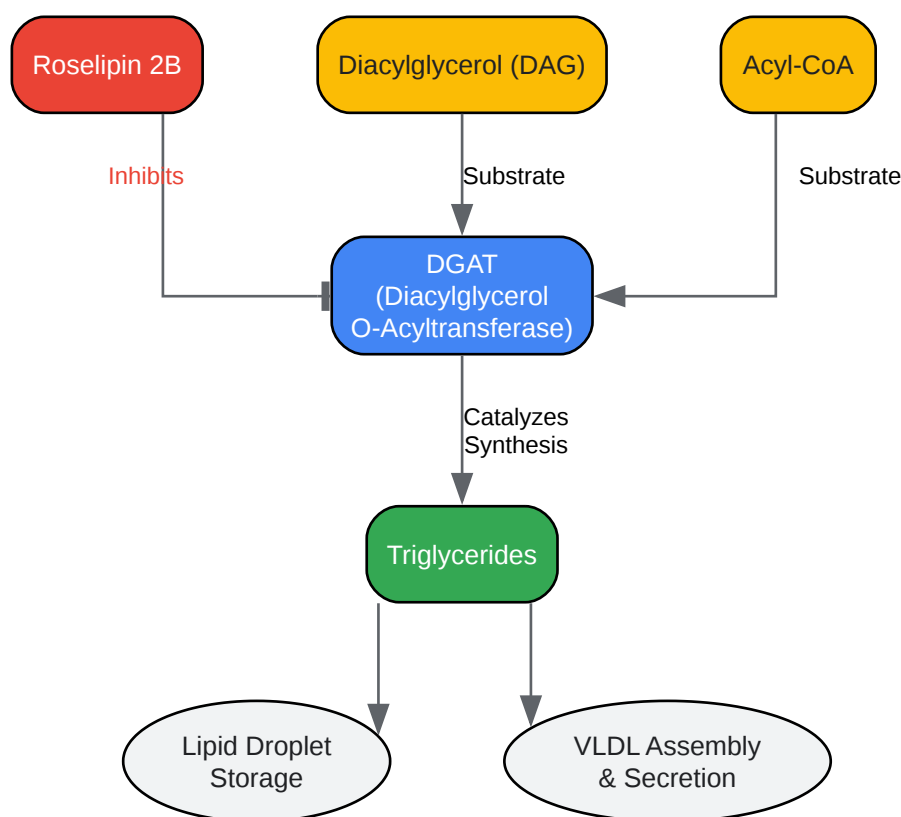 Roselipin 2B
Diacylglycerol (DAG)
Acyl-CoA
Inhibits
Substrate
Substrate
DGAT
(Diacylglycerol
O-Acyltransferase)
Catalyzes
Synthesis
Triglycerides
Lipid Droplet
Storage
VLDL Assembly
& Secretion